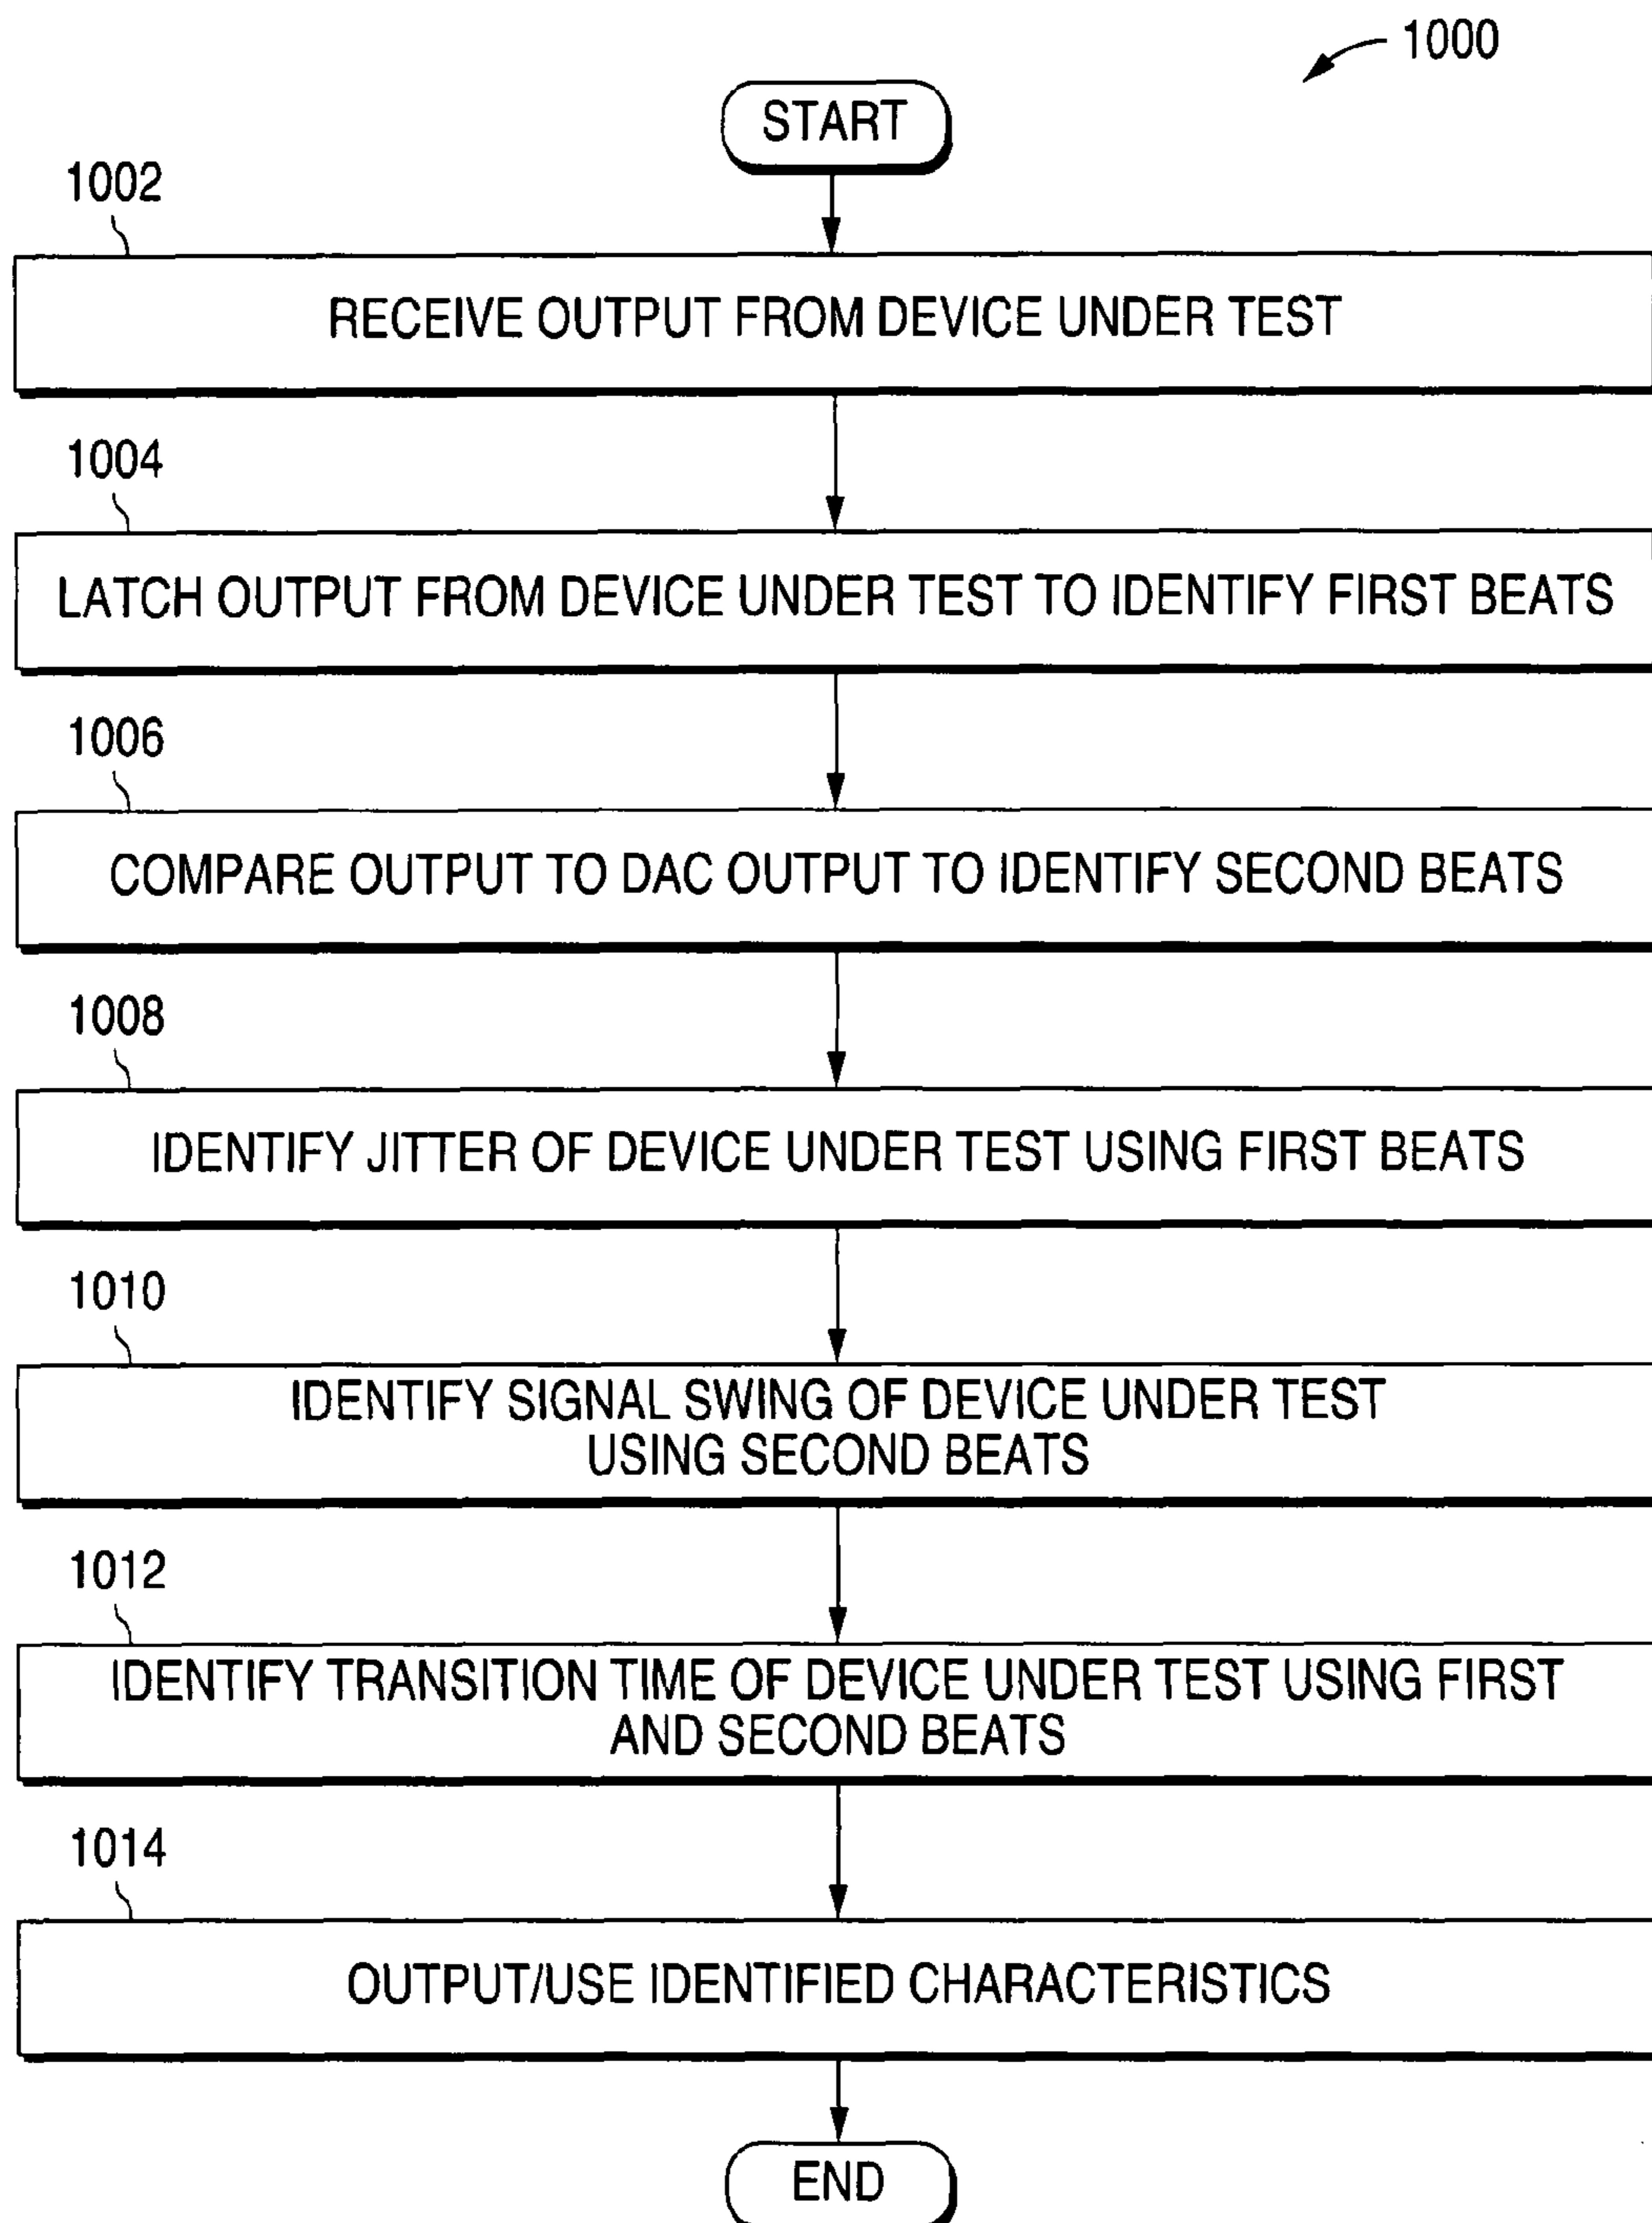 1000
START
1002
RECEIVE OUTPUT FROM DEVICE UNDER TEST
1004
LATCH OUTPUT FROM DEVICE UNDER TEST TO IDENTIFY FIRST BEATS
1006
COMPARE OUTPUT TO DAC OUTPUT TO IDENTIFY SECOND BEATS
1008
IDENTIFY JITTER OF DEVICE UNDER TEST USING FIRST BEATS
1010
IDENTIFY SIGNAL SWING OF DEVICE UNDER TEST
USING SECOND BEATS
1012
IDENTIFY TRANSITION TIME OF DEVICE UNDER TEST USING FIRST
AND SECOND BEATS
1014
OUTPUT/USE IDENTIFIED CHARACTERISTICS
END